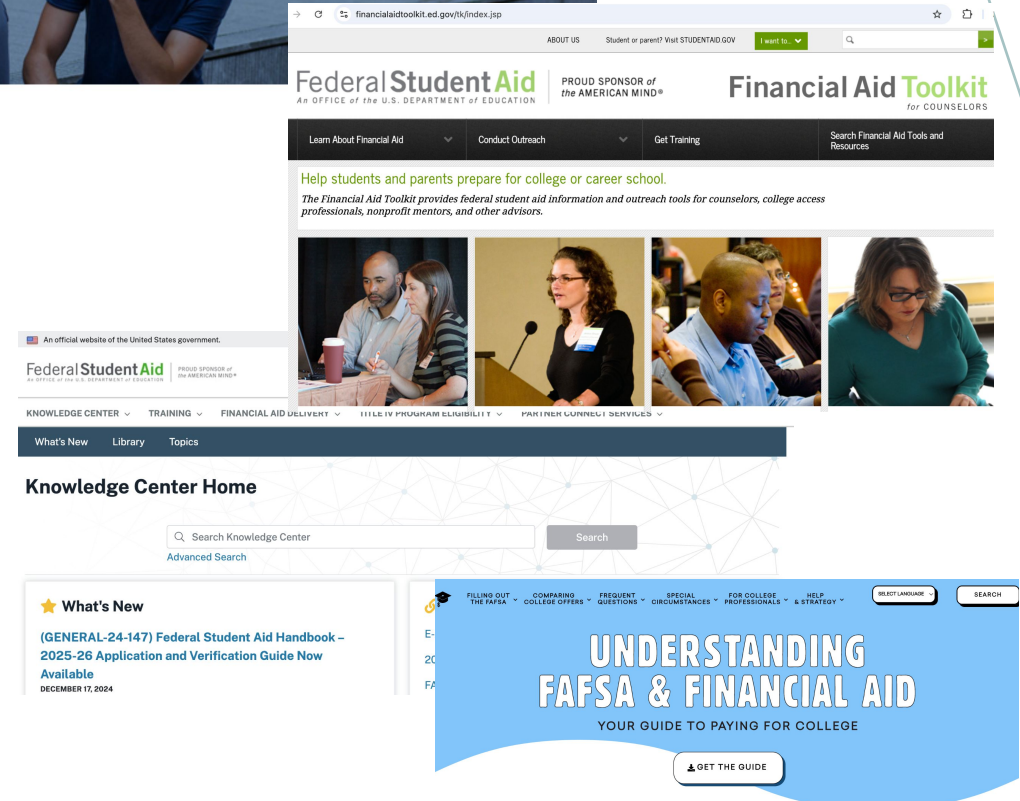 financialaidtoolkit.ed.gov/tk/index.jsp
ABOUT US Student or parent? Visit STUDENTAID.GOV I want to...
Federal Student Aid
An OFFICE of the U.S. DEPARTMENT of EDUCATION
PROUD SPONSOR of
the AMERICAN MIND®
Financial Aid Toolkit
for COUNSELORS
Learn About Financial Aid Conduct Outreach Get Training Search Financial Aid Tools and
Resources
Help students and parents prepare for college or career school.
The Financial Aid Toolkit provides federal student aid information and outreach tools for counselors, college access
professionals, nonprofit mentors, and other advisors.
An official website of the United States government.
Federal Student Aid
An OFFICE of the U.S. DEPARTMENT of EDUCATION
PROUD SPONSOR of
the AMERICAN MIND®
KNOWLEDGE CENTER TRAINING FINANCIAL AID DELIVERY TITLE IV PROGRAM ELIGIBILITY PARTNER CONNECT SERVICES
What's New Library Topics
Knowledge Center Home
Search Knowledge Center Search
Advanced Search
What's New
(GENERAL-24-147) Federal Student Aid Handbook –
2025-26 Application and Verification Guide Now
Available
DECEMBER 17, 2024
E-
20
FA
FILLING OUT
THE FAFSA
COMPARING
COLLEGE OFFERS
FREQUENT
QUESTIONS
SPECIAL
CIRCUMSTANCES
FOR COLLEGE
PROFESSIONALS
HELP
& STRATEGY
SELECT LANGUAGE
SEARCH
UNDERSTANDING
FAFSA & FINANCIAL AID
YOUR GUIDE TO PAYING FOR COLLEGE
GET THE GUIDE